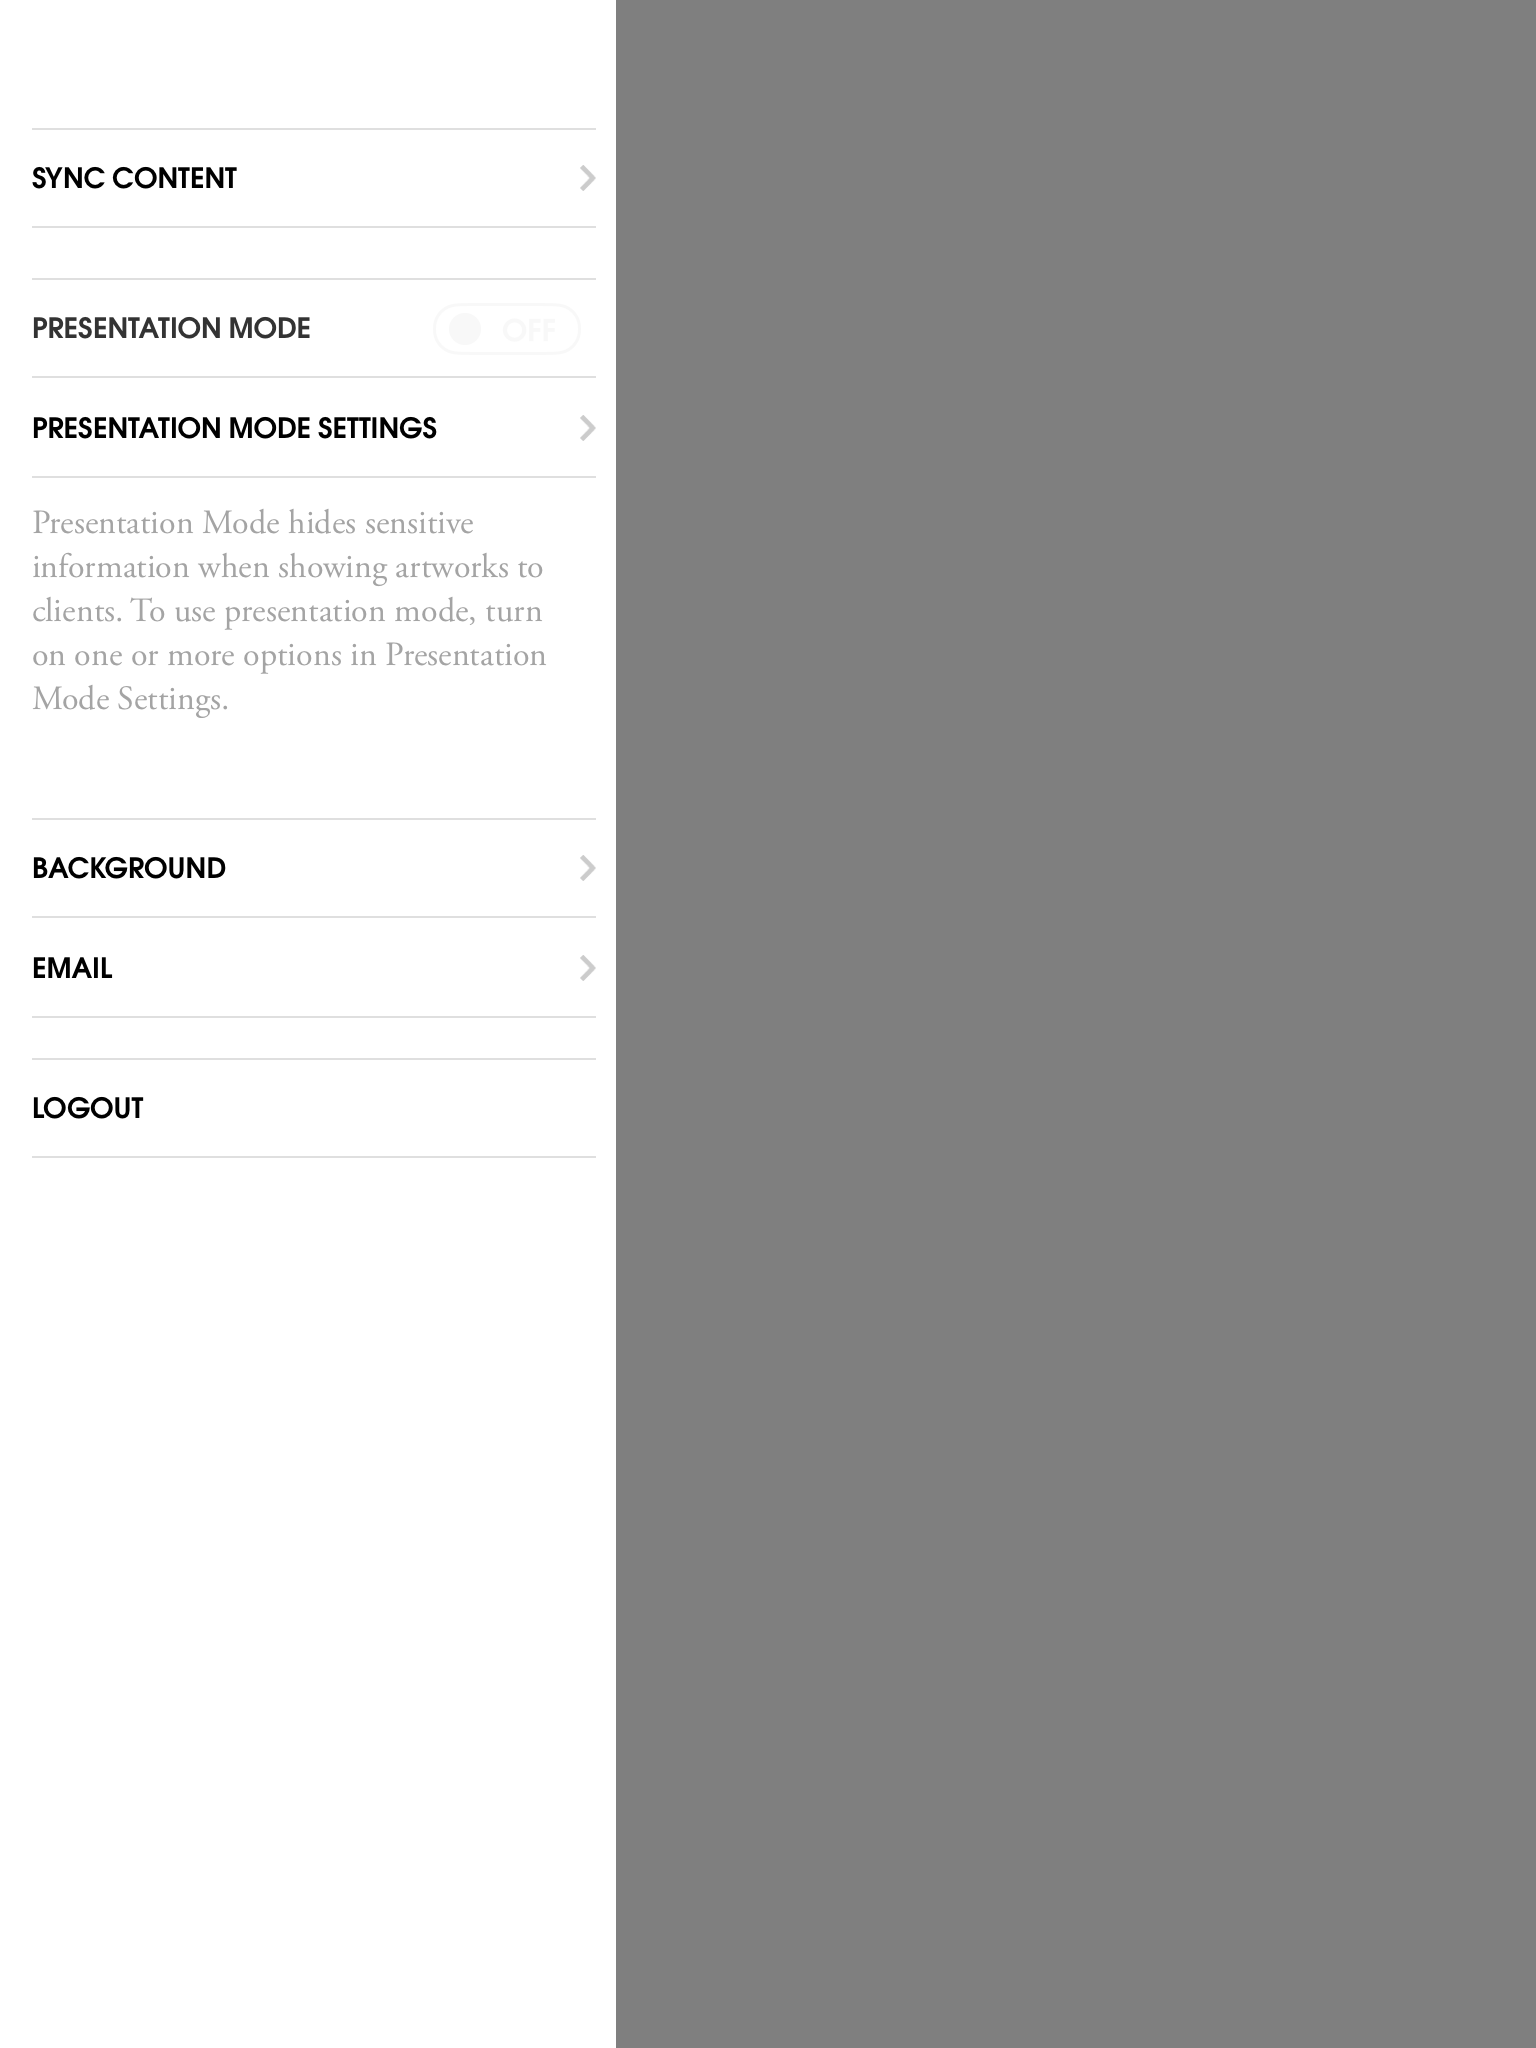 SYNC CONTENT
PRESENTATION MODE OFF
PRESENTATION MODE SETTINGS
Presentation Mode hides sensitive
information when showing artworks to
clients. To use presentation mode, turn
on one or more options in Presentation
Mode Settings.
BACKGROUND
EMAIL
LOGOUT